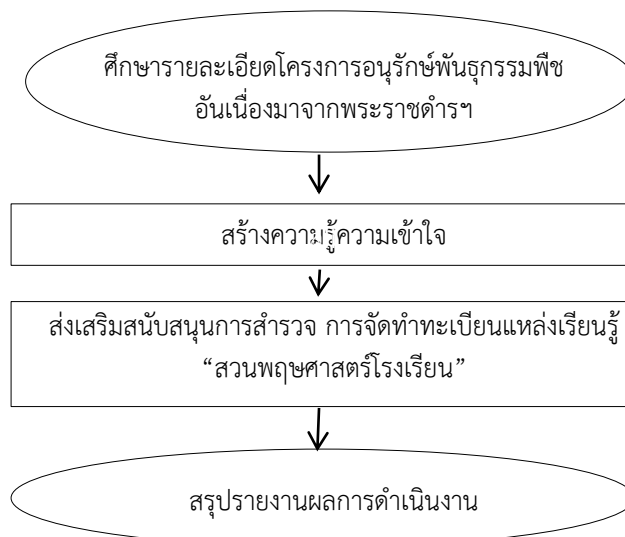 ศึกษารายละเอียดโครงการอนุรักษ์พันธุกรรมพืช
อันเนื่องมาจากพระราชดำรฯ
สร้างความรู้ความเข้าใจ
ส่งเสริมสนับสนุนการสำรวจ การจัดทำทะเบียนแหล่งเรียนรู้
“สวนพฤษศาสตร์โรงเรียน”
สรุปรายงานผลการดำเนินงาน